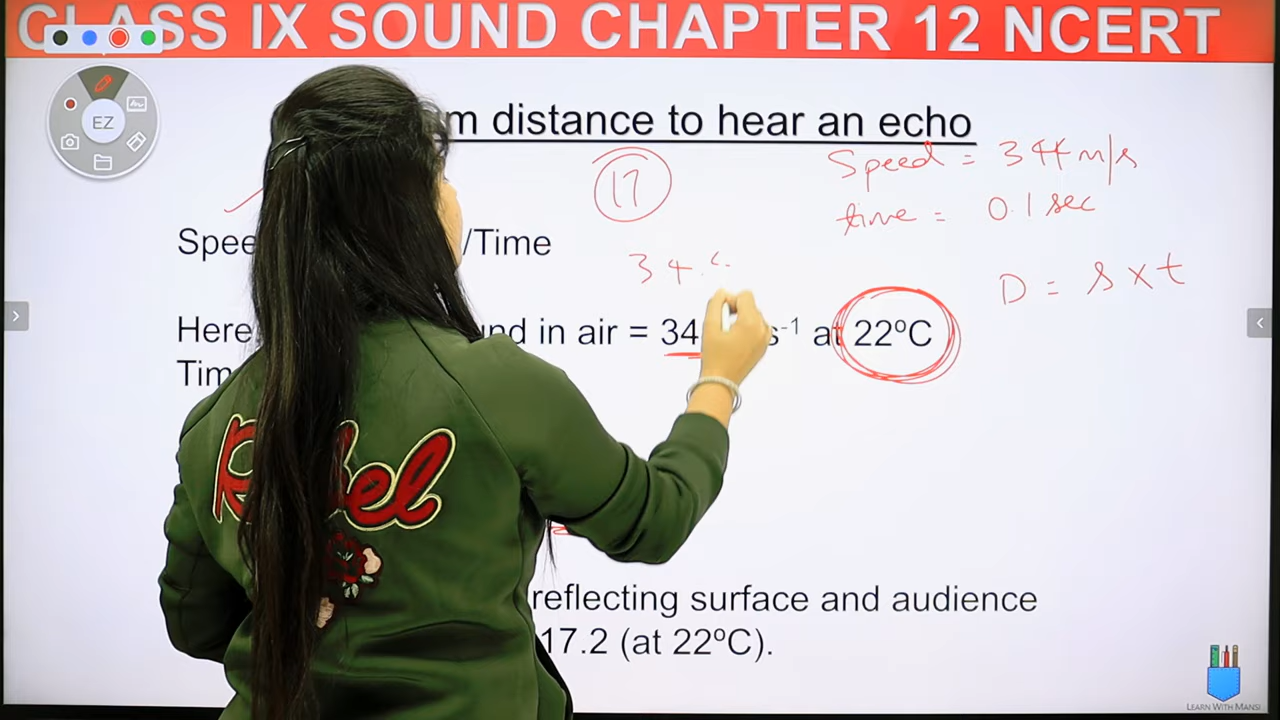 CLASS IX SOUND CHAPTER 12 NCERT
EZ
m distance to hear an echo
Speed = 344 m/s
17
time = 0.1 sec
Spee /Time
34.
D = s x t
Here nd in air = 34 s-1 at 22ºC
Tim
Rebel
reflecting surface and audience
17.2 (at 22ºC).
LEARN WITH MANSI